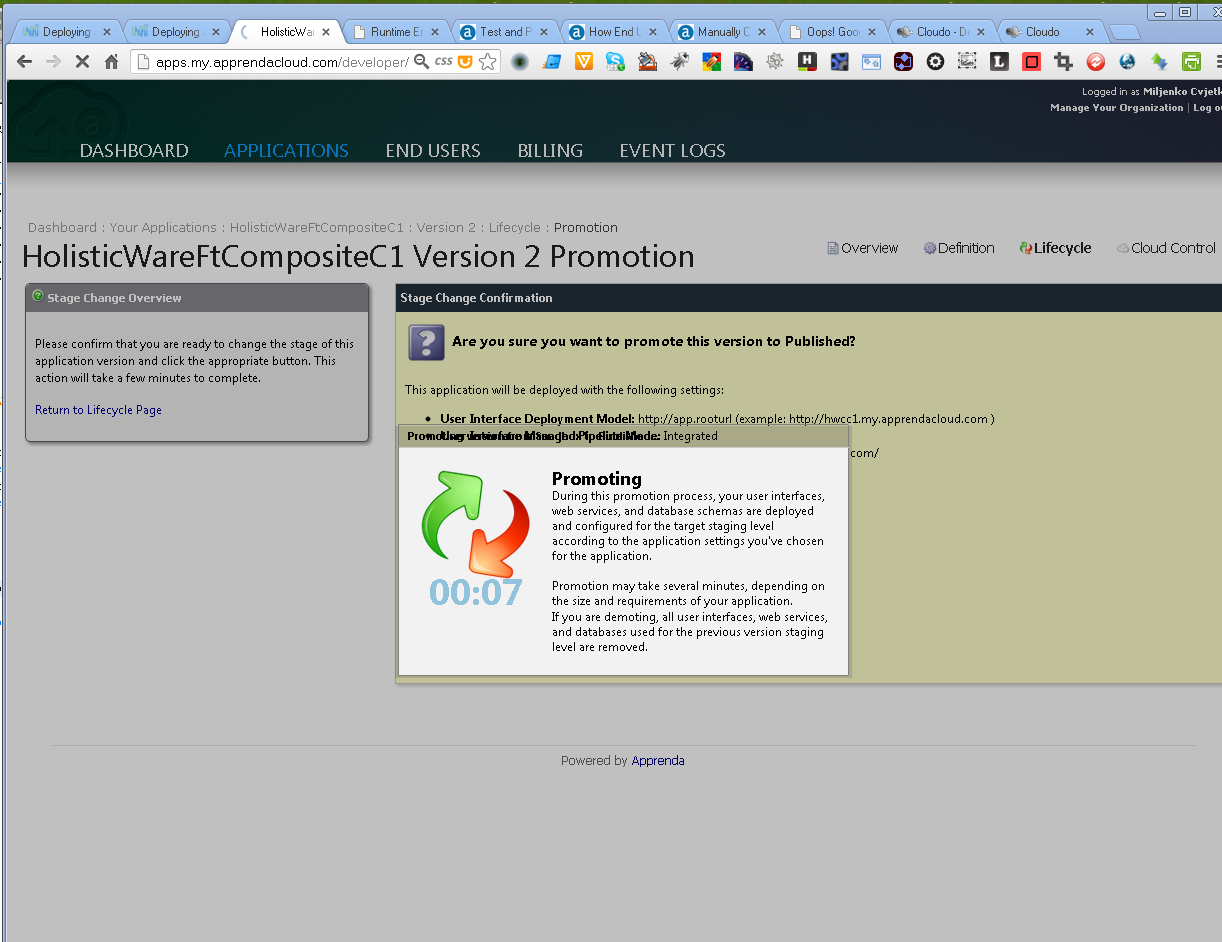 Deploying
Deploying
HolisticWa
Runtime E
Test and P
How End U
Manually C
Oops! Goo
Cloudo - D
Cloudo
apps.my.apprendacloud.com/developer/
CSS
Logged in as Miljenko Cvjetk
Manage Your Organization | Log ou
DASHBOARD
APPLICATIONS
END USERS
BILLING
EVENT LOGS
Dashboard : Your Applications : HolisticWareFtCompositeC1 : Version 2 : Lifecycle : Promotion
HolisticWareFtCompositeC1 Version 2 Promotion
Overview
Definition
Lifecycle
Cloud Control
Stage Change Overview
Please confirm that you are ready to change the stage of this
application version and click the appropriate button. This
action will take a few minutes to complete.
Return to Lifecycle Page
Stage Change Confirmation
Are you sure you want to promote this version to Published?
This application will be deployed with the following settings:
• User Interface Deployment Model: http://app.rooturl (example: http://hwcc1.my.apprendacloud.com )
Integrated
com/
Promoting
During this promotion process, your user interfaces,
web services, and database schemas are deployed
and configured for the target staging level
according to the application settings you've chosen
for the application.
00:07
Promotion may take several minutes, depending on
the size and requirements of your application.
If you are demoting, all user interfaces, web services,
and databases used for the previous version staging
level are removed.
Powered by Apprenda